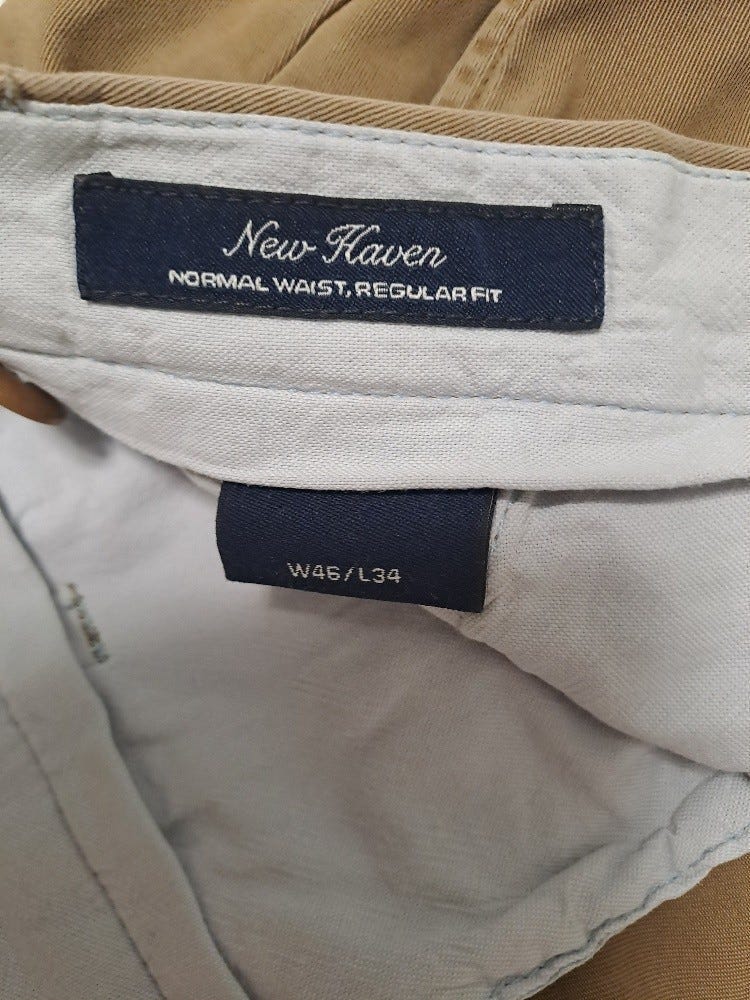 New Haven
NORMAL WAIST, REGULAR FIT
W46/L34